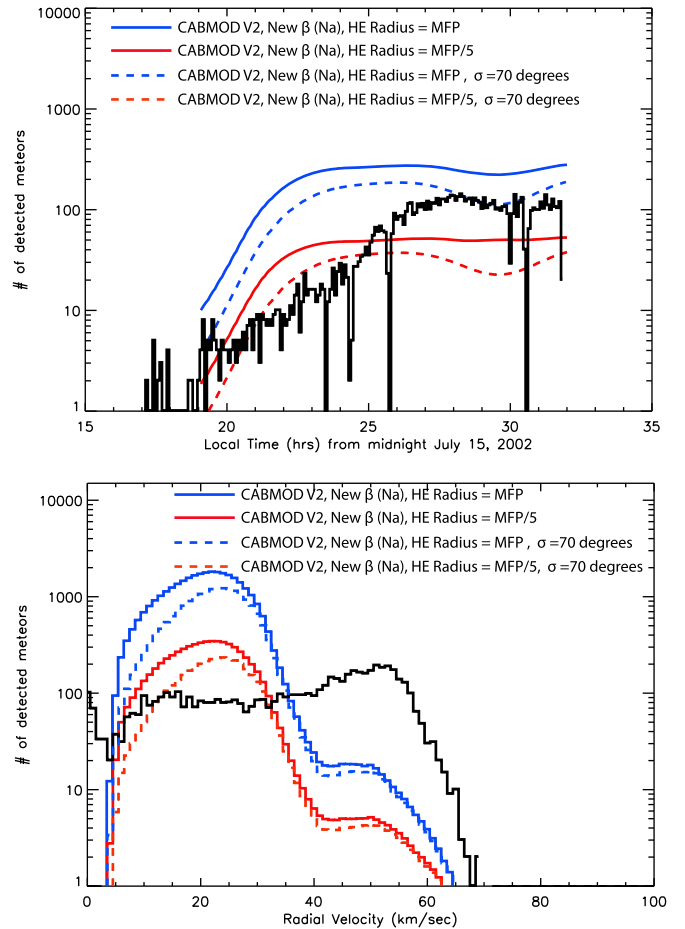 10000
CABMOD V2, New β (Na), HE Radius = MFP
CABMOD V2, New β (Na), HE Radius = MFP/5
CABMOD V2, New β (Na), HE Radius = MFP , σ =70 degrees
CABMOD V2, New β (Na), HE Radius = MFP/5, σ =70 degrees
1000
100
10
1
# of detected meteors
15 20 25 30 35
Local Time (hrs) from midnight July 15, 2002
10000
CABMOD V2, New β (Na), HE Radius = MFP
CABMOD V2, New β (Na), HE Radius = MFP/5
CABMOD V2, New β (Na), HE Radius = MFP , σ =70 degrees
CABMOD V2, New β (Na), HE Radius = MFP/5, σ =70 degrees
1000
100
10
1
# of detected meteors
0 20 40 60 80 100
Radial Velocity (km/sec)